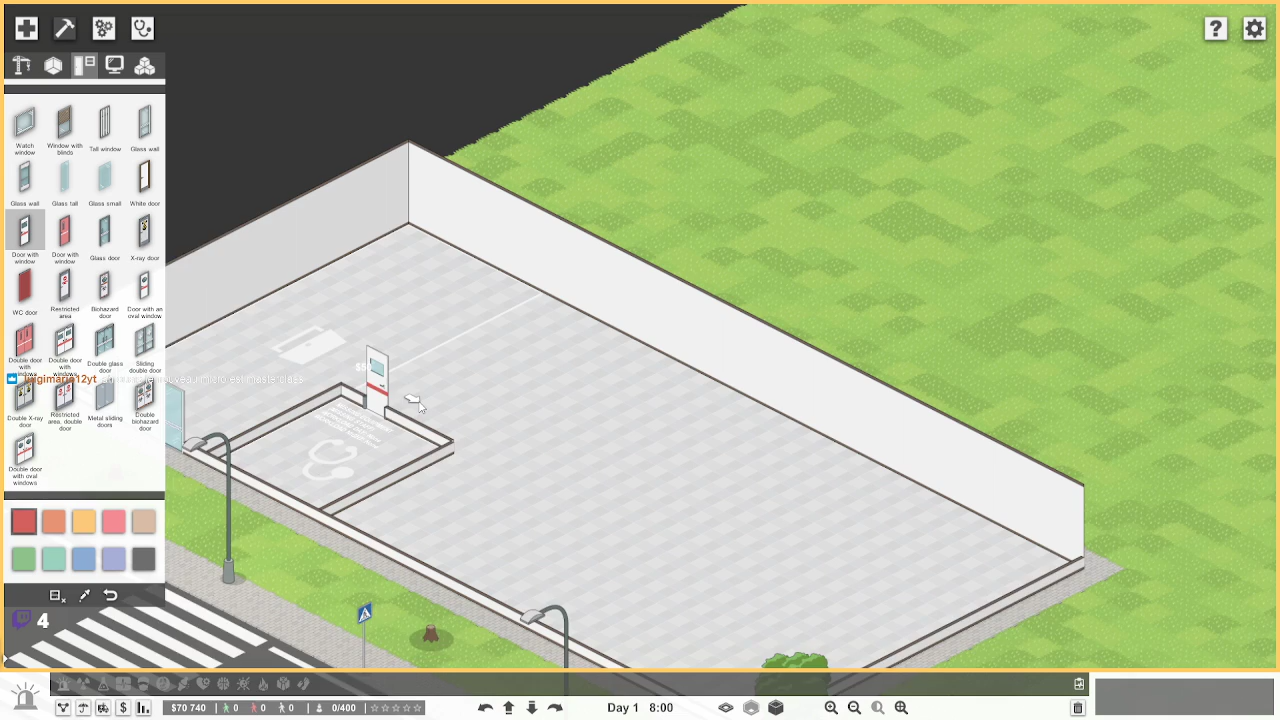 Watch window
Window with blinds
Tall window
Glass wall
Glass wall
Glass tall
Glass small
White door
Door with window
Door with window
Glass door
X-ray door
WC door
Restricted area
Biohazard door
Door with an oval window
Double door with windows
Double door with windows
Double glass door
Sliding double door
Double X-ray door
Restricted area, double door
Metal sliding doors
Double biohazard door
Double door with oval windows
4
$70 740
0
0
0
0/400
Day 1 8:00
?
$